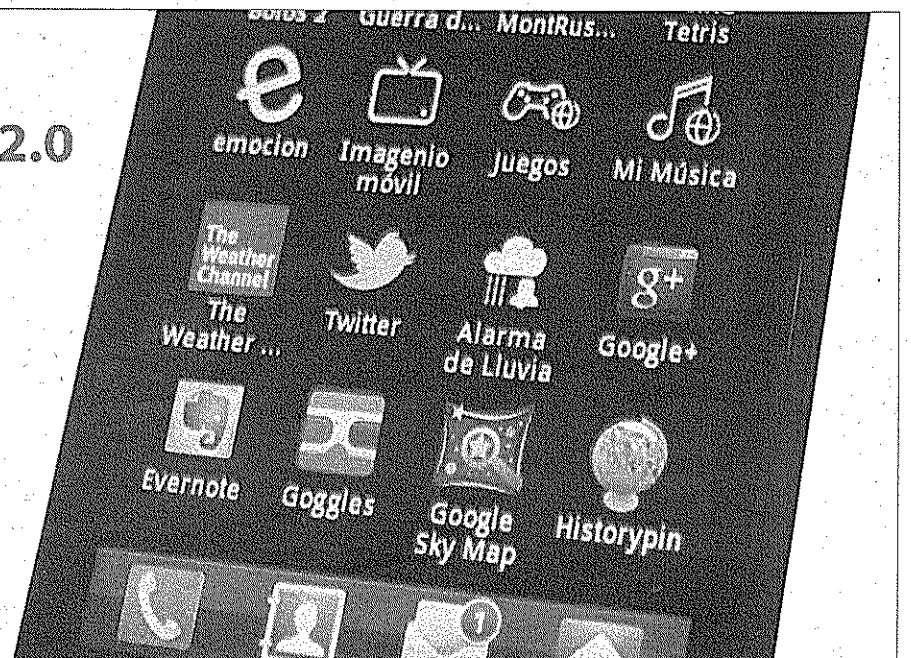 Guerra d... MontRus...
Tetris
2.0
emocion Imagenio móvil Juegos Mi Música
The
Weather
Channel
g+
The
Weather ... Twitter Alarma
de Lluvia Google+
Evernote Goggles Google
Sky Map Historypin
1